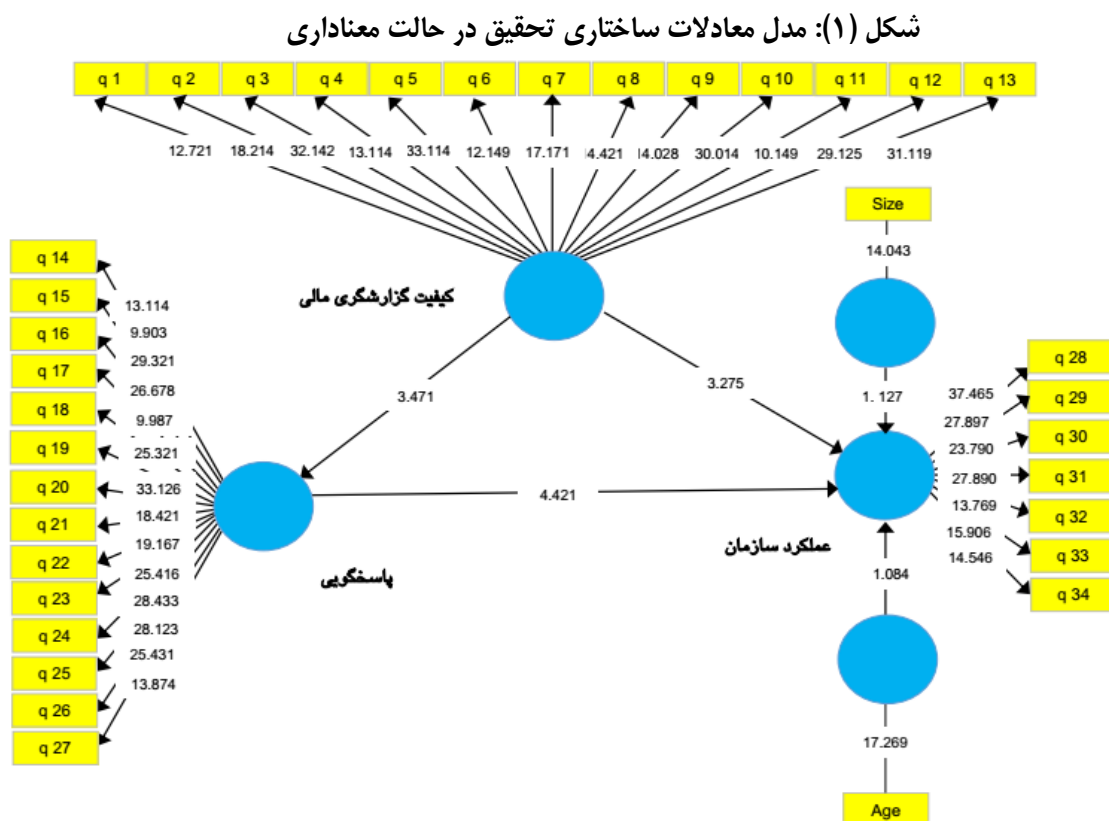 شکل (۱): مدل معادلات ساختاری تحقیق در حالت معناداری
q 1 q 2 q 3 q 4 q 5 q 6 q 7 q 8 q 9 q 10 q 11 q 12 q 13
12.721 18.214 32.142 13.114 33.114 12.149 17.171 4.421 14.028 30.014 10.149 29.125 31.119
Size
14.043
کیفیت گزارشگری مالی
q 14
q 15
q 16
q 17
q 18
q 19
q 20
q 21
q 22
q 23
q 24
q 25
q 26
q 27
13.114
9.903
29.321
26.678
9.987
25.321
33.126
18.421
19.167
25.416
28.433
28.123
25.431
13.874
3.471
3.275
1. 127
4.421
پاسخگویی
عملکرد سازمان
37.465
27.897
23.790
27.890
13.769
15.906
14.546
q 28
q 29
q 30
q 31
q 32
q 33
q 34
1.084
17.269
Age